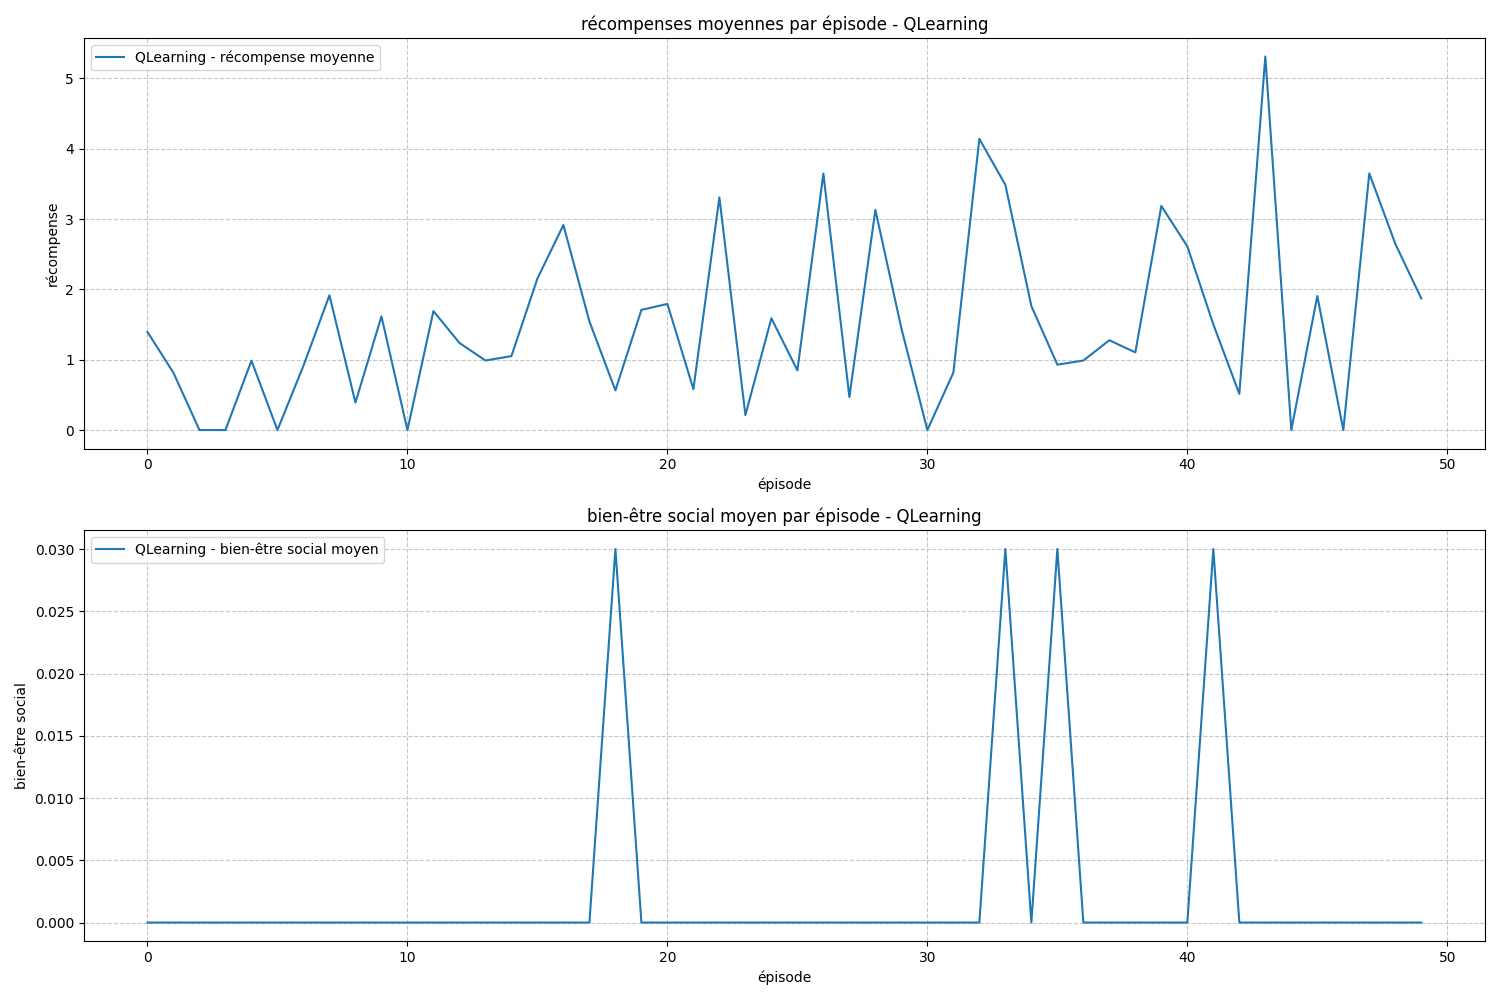 récompenses moyennes par épisode - QLearning
QLearning - récompense moyenne
récompense
5
4
3
2
1
0
0 10 20 30 40 50
épisode
bien-être social moyen par épisode - QLearning
QLearning - bien-être social moyen
bien-être social
0.030
0.025
0.020
0.015
0.010
0.005
0.000
0 10 20 30 40 50
épisode